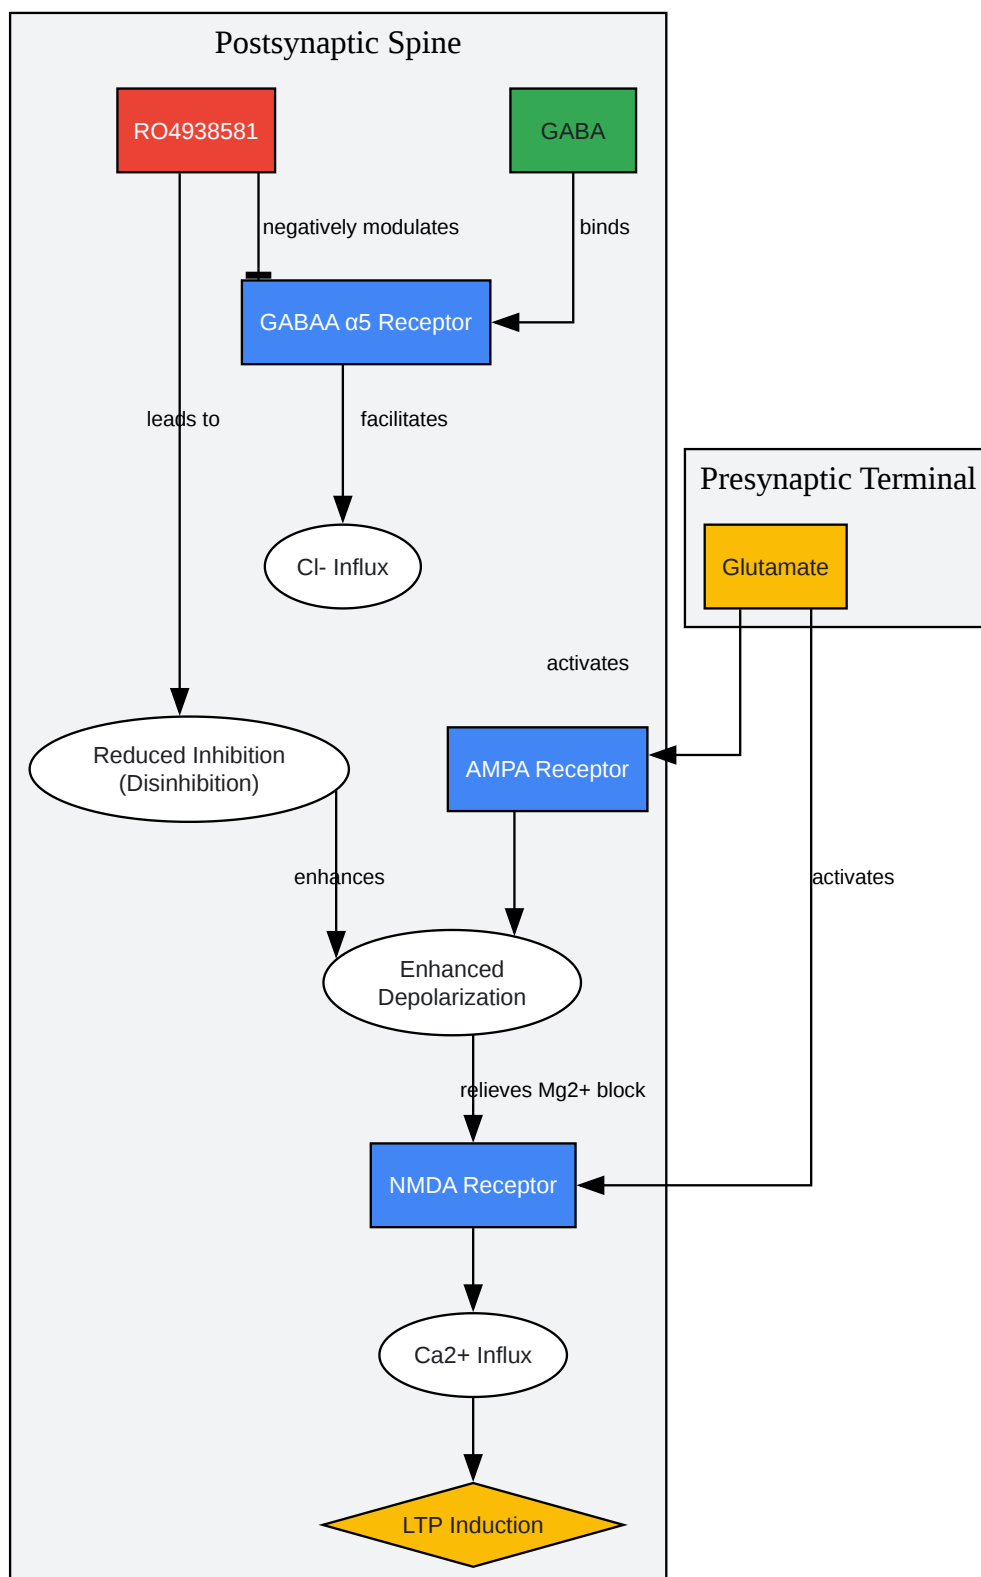 Postsynaptic Spine
RO4938581
GABA
negatively modulates
binds
GABAA α5 Receptor
leads to
facilitates
Presynaptic Terminal
Glutamate
Cl- Influx
activates
Reduced Inhibition
(Disinhibition)
AMPA Receptor
enhances
activates
Enhanced
Depolarization
relieves Mg2+ block
NMDA Receptor
Ca2+ Influx
LTP Induction